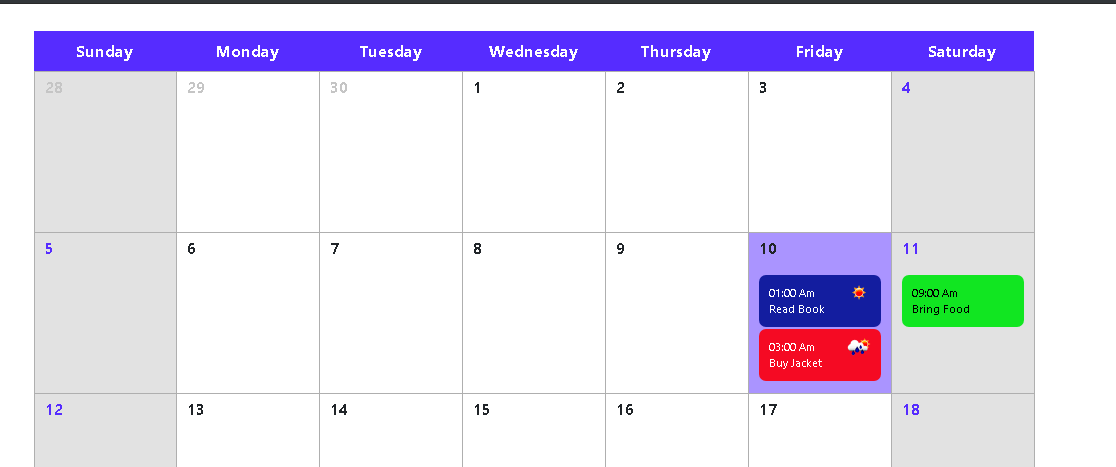 Sunday Monday Tuesday Wednesday Thursday Friday Saturday
28 29 30 1 2 3 4
5 6 7 8 9 10 11
01:00 Am
Read Book
03:00 Am
Buy Jacket
09:00 Am
Bring Food
12 13 14 15 16 17 18